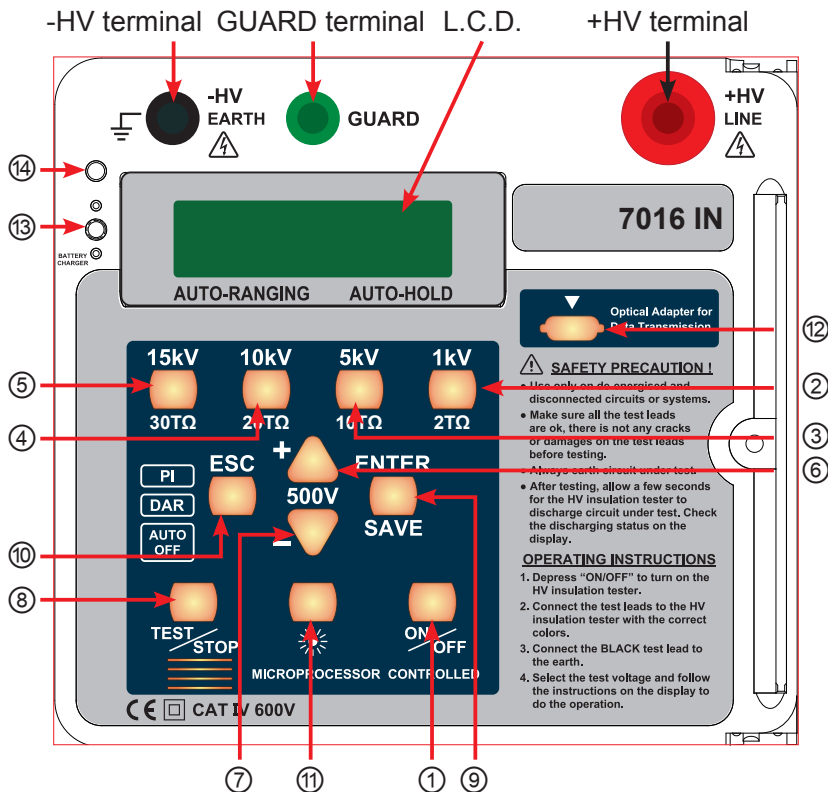 -HV terminal GUARD terminal L.C.D. +HV terminal
-HV
EARTH
GUARD
+HV
LINE
⑭
⑬
BATTERY
CHARGER
7016 IN
AUTO-RANGING AUTO-HOLD
Optical Adapter for
Data Transmission
⑫
15kV 10kV 5kV 1kV
⑤
②
30TΩ 20TΩ 10TΩ 2TΩ
④
③
⑥
+
ESC
500V
ENTER
SAVE
–
PI
DAR
AUTO
OFF
⑩
⑧
TEST
STOP
ON
OFF
MICROPROCESSOR CONTROLLED
CE CAT IV 600V
SAFETY PRECAUTION !
• Use only on de-energised and
disconnected circuits or systems.
• Make sure all the test leads
are ok, there is not any cracks
or damages on the test leads
before testing.
• Always earth circuit under test.
• After testing, allow a few seconds
for the HV insulation tester to
discharge circuit under test. Check
the discharging status on the
display.
OPERATING INSTRUCTIONS
1. Depress “ON/OFF” to turn on the
HV insulation tester.
2. Connect the test leads to the HV
insulation tester with the correct
colors.
3. Connect the BLACK test lead to
the earth.
4. Select the test voltage and follow
the instructions on the display to
do the operation.
⑦ ⑪ ① ⑨